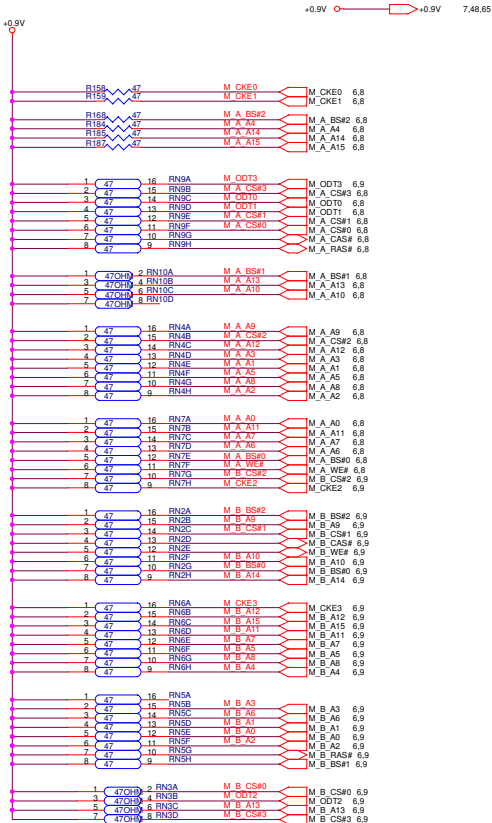 +0.9V +0.9V 7,48,65
+0.9V
R158 47 M_CKE0 M_CKE0 6,8
R159 47 M_CKE1 M_CKE1 6,8
R168 47 M_A_BS#2 M_A_BS#2 6,8
R184 47 M_A_A4 M_A_A4 6,8
R185 47 M_A_A14 M_A_A14 6,8
R187 47 M_A_A15 M_A_A15 6,8
1 47 16 RN9A M_ODT3 M_ODT3 6,9
2 47 15 RN9B M_A_CS#3 M_A_CS#3 6,8
3 47 14 RN9C M_ODT0 M_ODT0 6,8
4 47 13 RN9D M_ODT1 M_ODT1 6,8
5 47 12 RN9E M_A_CS#1 M_A_CS#1 6,8
6 47 11 RN9F M_A_CS#0 M_A_CS#0 6,8
7 47 10 RN9G M_A_CAS# 6,8
8 47 9 RN9H M_A_RAS# 6,8
1 47OHM 2 RN10A M_A_BS#1 M_A_BS#1 6,8
3 47OHM 4 RN10B M_A_A13 M_A_A13 6,8
5 47OHM 6 RN10C M_A_A10 M_A_A10 6,8
7 47OHM 8 RN10D
1 47 16 RN4A M_A_A9 M_A_A9 6,8
2 47 15 RN4B M_A_CS#2 M_A_CS#2 6,8
3 47 14 RN4C M_A_A12 M_A_A12 6,8
4 47 13 RN4D M_A_A3 M_A_A3 6,8
5 47 12 RN4E M_A_A1 M_A_A1 6,8
6 47 11 RN4F M_A_A5 M_A_A5 6,8
7 47 10 RN4G M_A_A8 M_A_A8 6,8
8 47 9 RN4H M_A_A2 M_A_A2 6,8
1 47 16 RN7A M_A_A0 M_A_A0 6,8
2 47 15 RN7B M_A_A11 M_A_A11 6,8
3 47 14 RN7C M_A_A7 M_A_A7 6,8
4 47 13 RN7D M_A_A6 M_A_A6 6,8
5 47 12 RN7E M_A_BS#0 M_A_BS#0 6,8
6 47 11 RN7F M_A_WE# M_A_WE# 6,8
7 47 10 RN7G M_B_CS#2 M_B_CS#2 6,9
8 47 9 RN7H M_CKE2 M_CKE2 6,9
1 47 16 RN2A M_B_BS#2 M_B_BS#2 6,9
2 47 15 RN2B M_B_A9 M_B_A9 6,9
3 47 14 RN2C M_B_CS#1 M_B_CS#1 6,9
4 47 13 RN2D M_B_CAS# 6,9
5 47 12 RN2E M_B_WE# 6,9
6 47 11 RN2F M_B_A10 M_B_A10 6,9
7 47 10 RN2G M_B_BS#0 M_B_BS#0 6,9
8 47 9 RN2H M_B_A14 M_B_A14 6,9
1 47 16 RN6A M_CKE3 M_CKE3 6,9
2 47 15 RN6B M_B_A12 M_B_A12 6,9
3 47 14 RN6C M_B_A15 M_B_A15 6,9
4 47 13 RN6D M_B_A11 M_B_A11 6,9
5 47 12 RN6E M_B_A7 M_B_A7 6,9
6 47 11 RN6F M_B_A5 M_B_A5 6,9
7 47 10 RN6G M_B_A8 M_B_A8 6,9
8 47 9 RN6H M_B_A4 M_B_A4 6,9
1 47 16 RN5A
2 47 15 RN5B M_B_A3 M_B_A3 6,9
3 47 14 RN5C M_B_A6 M_B_A6 6,9
4 47 13 RN5D M_B_A1 M_B_A1 6,9
5 47 12 RN5E M_B_A0 M_B_A0 6,9
6 47 11 RN5F M_B_A2 M_B_A2 6,9
7 47 10 RN5G M_B_RAS# 6,9
8 47 9 RN5H M_B_BS#1 6,9
1 47OHM 2 RN3A M_B_CS#0 M_B_CS#0 6,9
3 47OHM 4 RN3B M_ODT2 M_ODT2 6,9
5 47OHM 6 RN3C M_B_A13 M_B_A13 6,9
7 47OHM 8 RN3D M_B_CS#3 M_B_CS#3 6,9